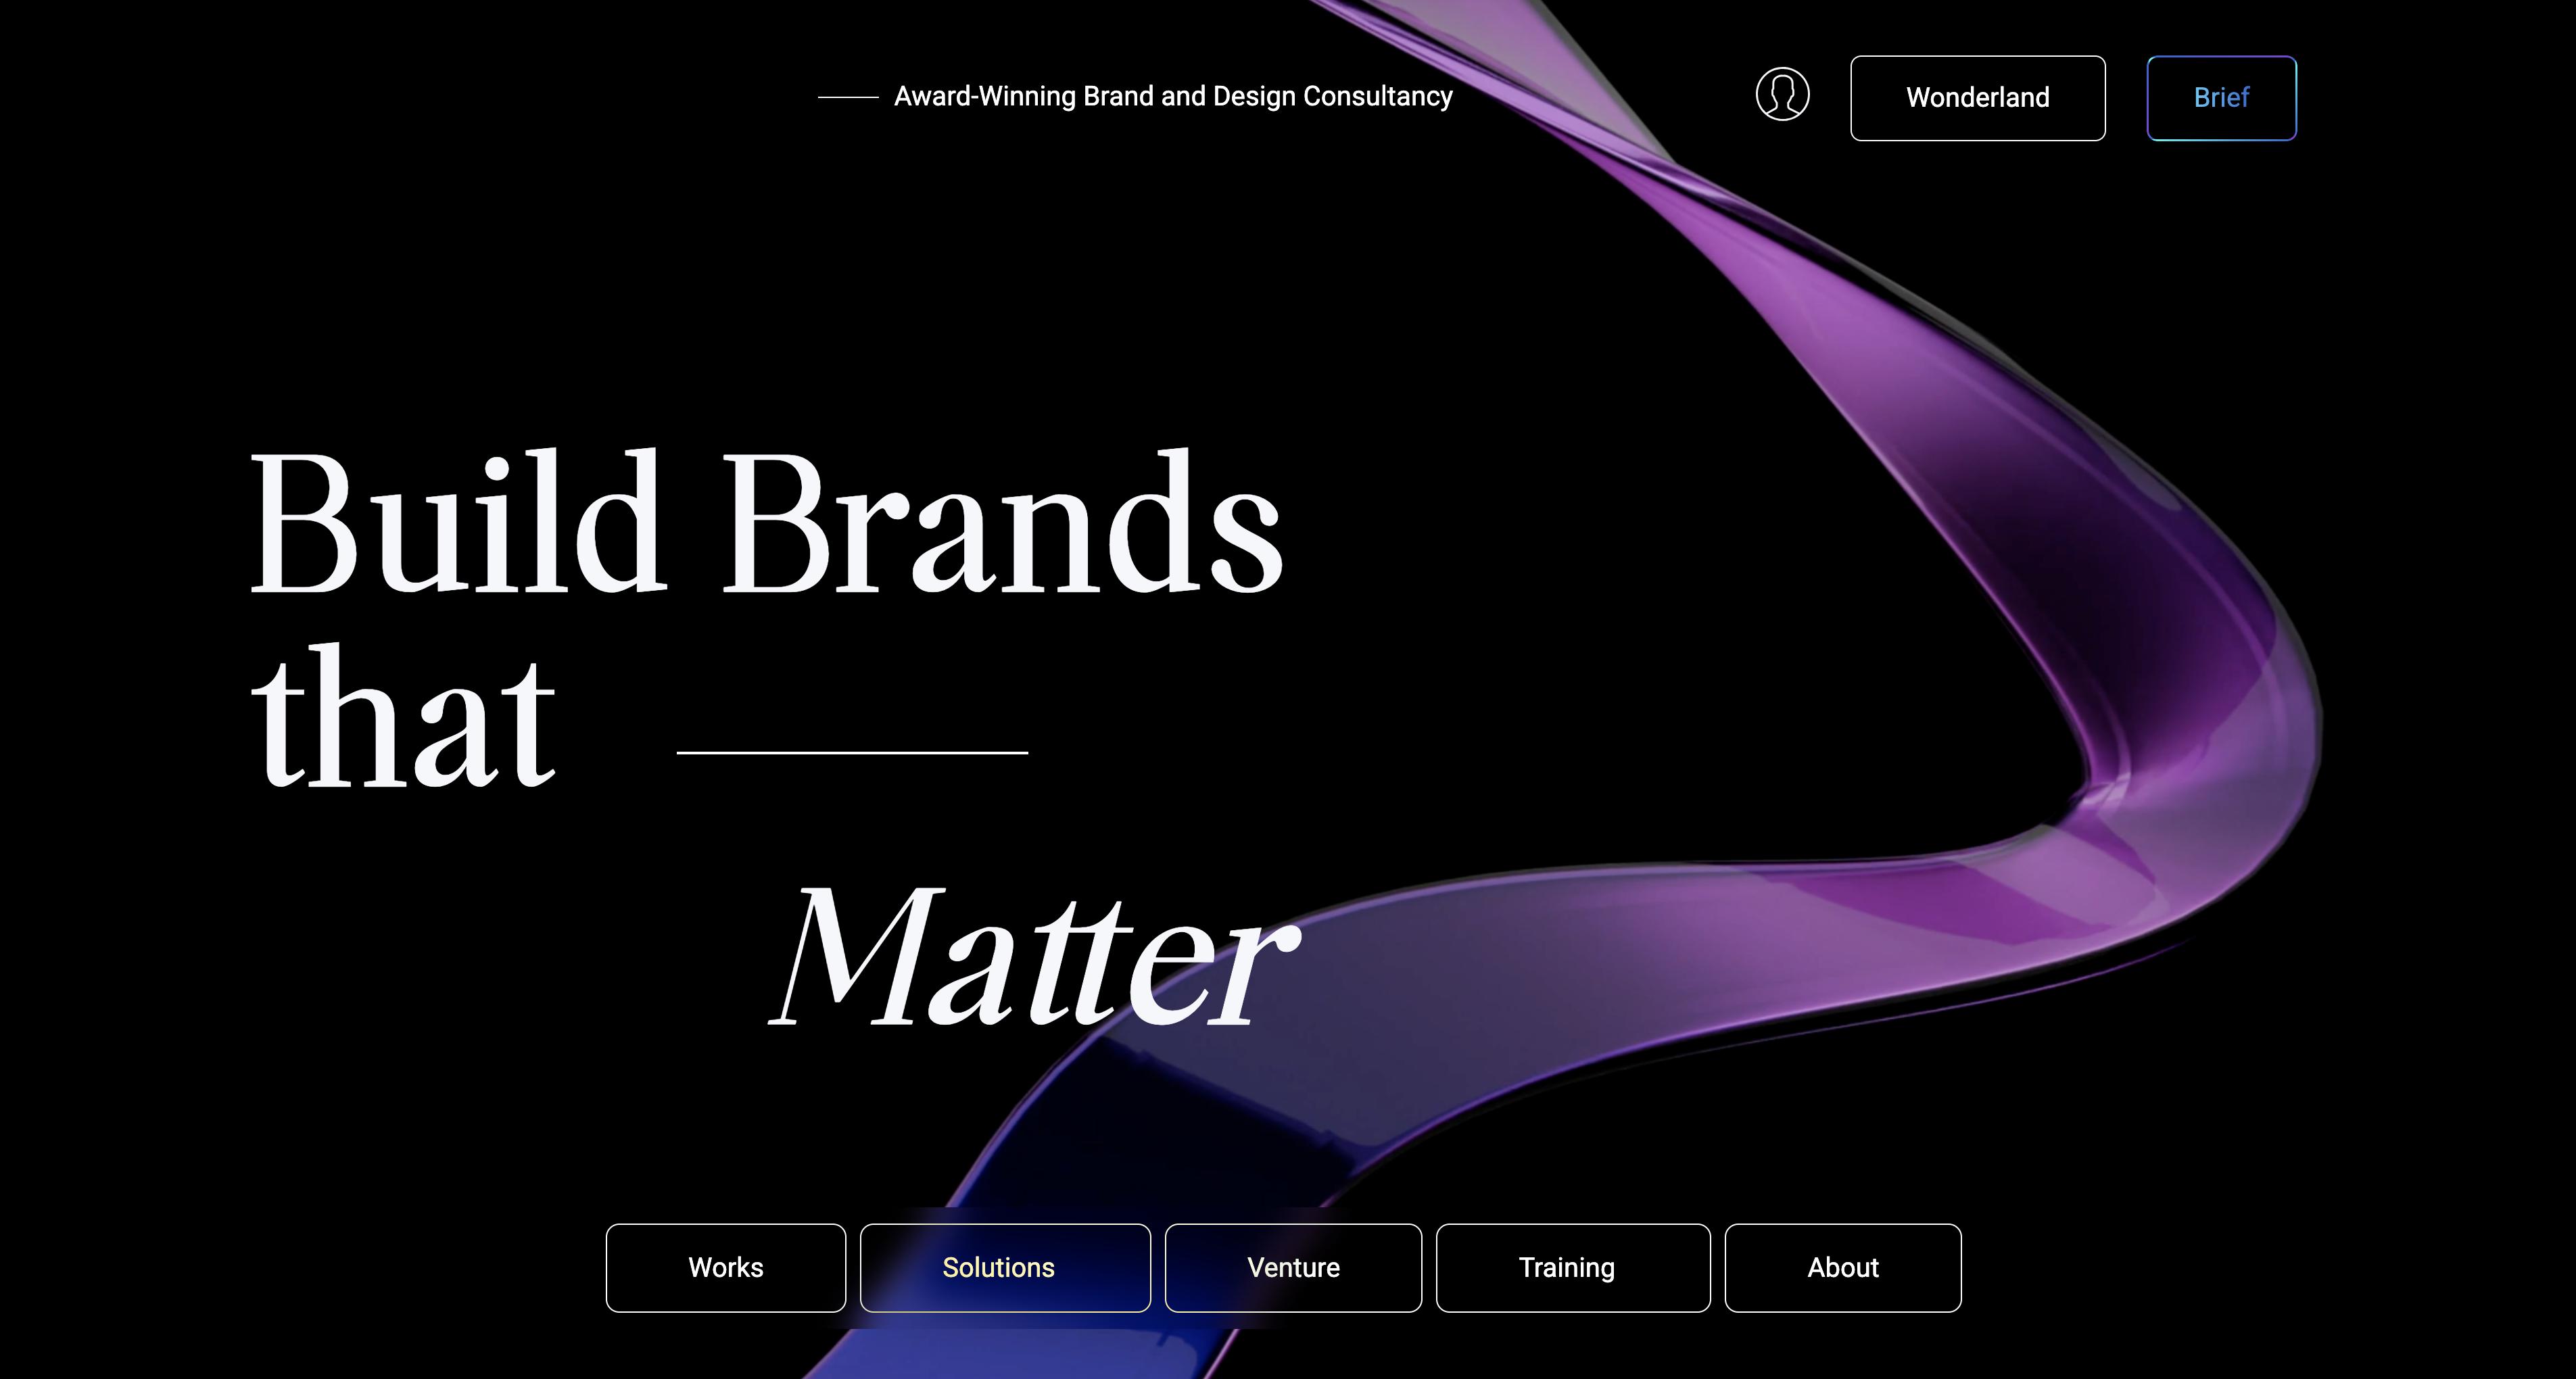 Award-Winning Brand and Design Consultancy
Wonderland
Brief
Build Brands
that
Matter
Works
Solutions
Venture
Training
About